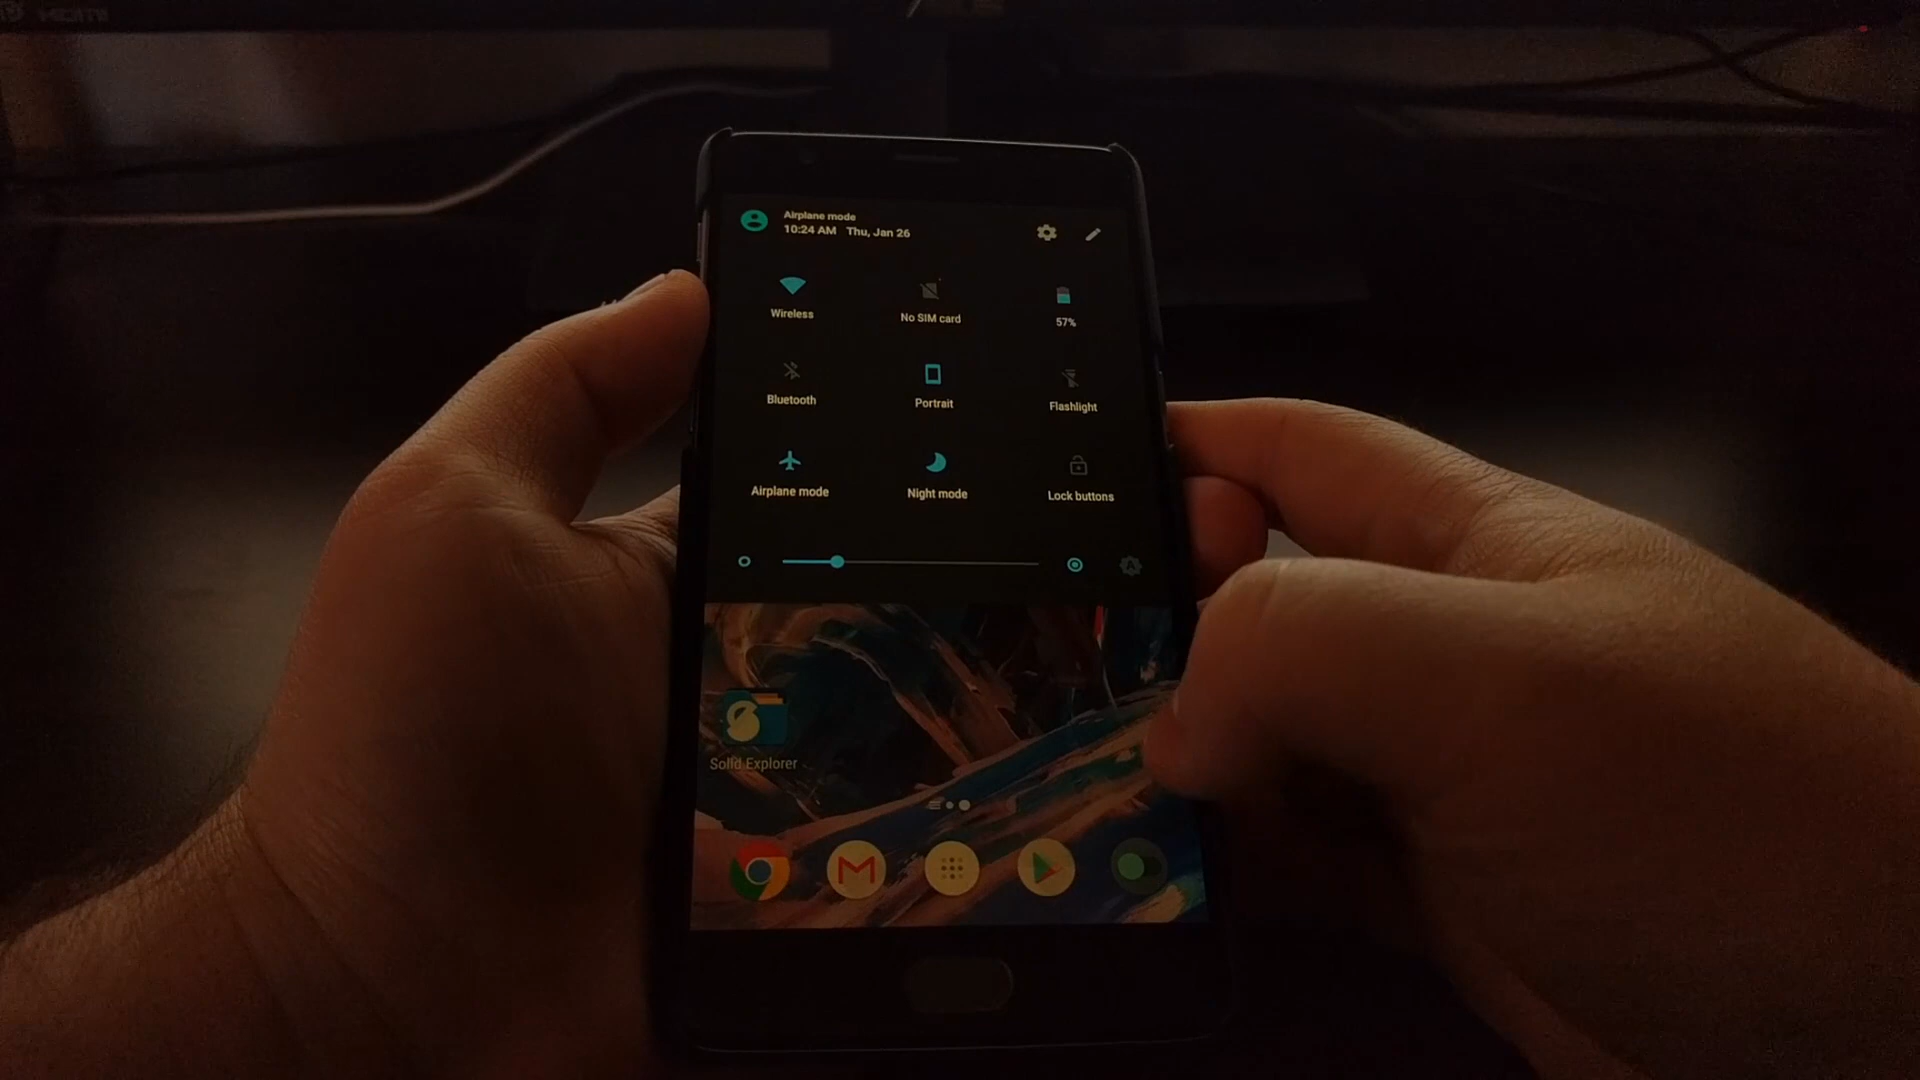 HDMI
Airplane mode
10:24 AM Thu, Jan 26
Wireless
No SIM card
57%
Bluetooth
Portrait
Flashlight
Airplane mode
Night mode
Lock buttons
A
Solid Explorer